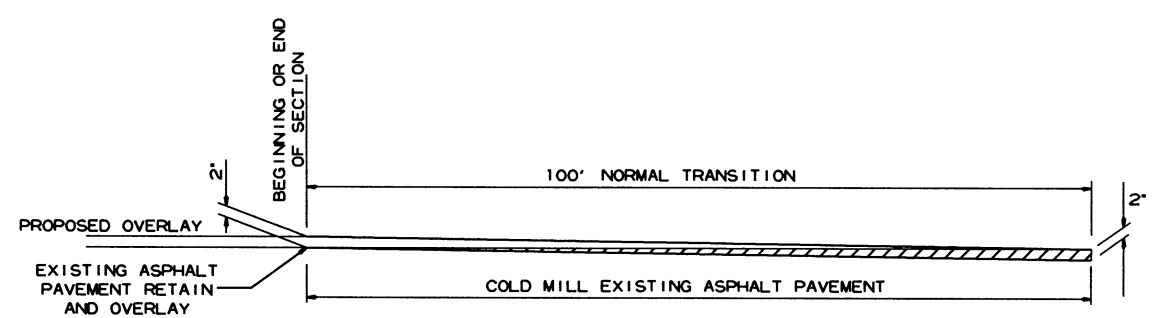 BEGINNING OR END
OF SECTION
2"
100' NORMAL TRANSITION
2"
PROPOSED OVERLAY
EXISTING ASPHALT
PAVEMENT RETAIN
AND OVERLAY
COLD MILL EXISTING ASPHALT PAVEMENT